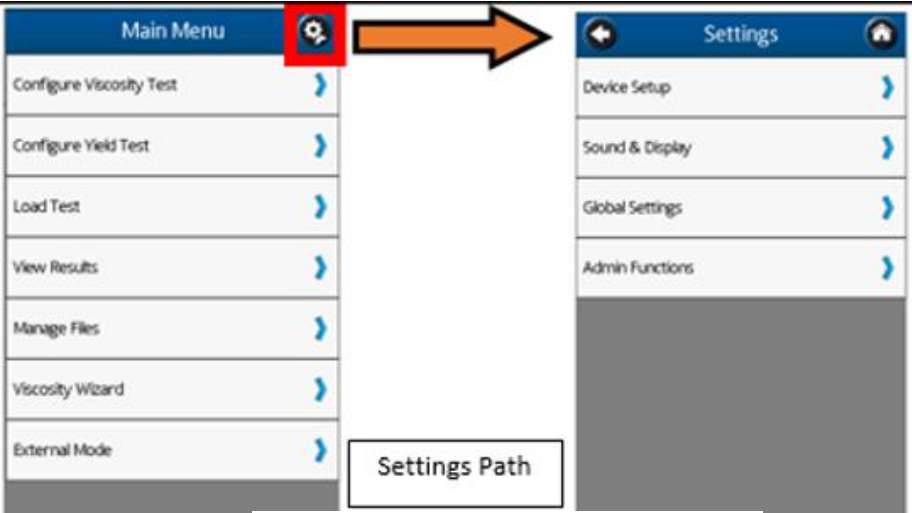 Main Menu
Configure Viscosity Test
Configure Yield Test
Load Test
View Results
Manage Files
Viscosity Wizard
External Mode
Settings Path
Settings
Device Setup
Sound & Display
Global Settings
Admin Functions